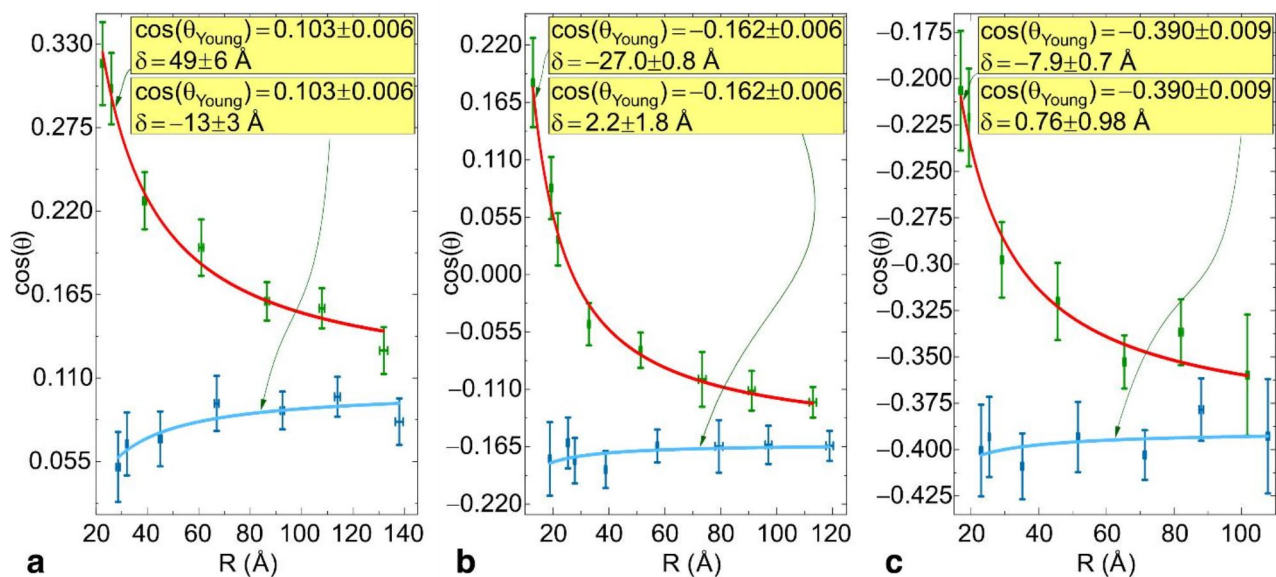 cos(θYoung) = 0.103±0.006
δ = 49±6 Å
cos(θYoung) = 0.103±0.006
δ = −13±3 Å
0.330
0.275
0.220
0.165
0.110
0.055
cos(θ)
20 40 60 80 100 120 140
R (Å)
a
cos(θYoung) = −0.162±0.006
δ = −27.0±0.8 Å
cos(θYoung) = −0.162±0.006
δ = 2.2±1.8 Å
0.220
0.165
0.110
0.055
0.000
−0.055
−0.110
−0.165
−0.220
cos(θ)
20 40 60 80 100 120
R (Å)
b
cos(θYoung) = −0.390±0.009
δ = −7.9±0.7 Å
cos(θYoung) = −0.390±0.009
δ = 0.76±0.98 Å
−0.175
−0.200
−0.225
−0.250
−0.275
−0.30
−0.325
−0.350
−0.375
−0.400
−0.425
cos(θ)
20 40 60 80 100
R (Å)
c